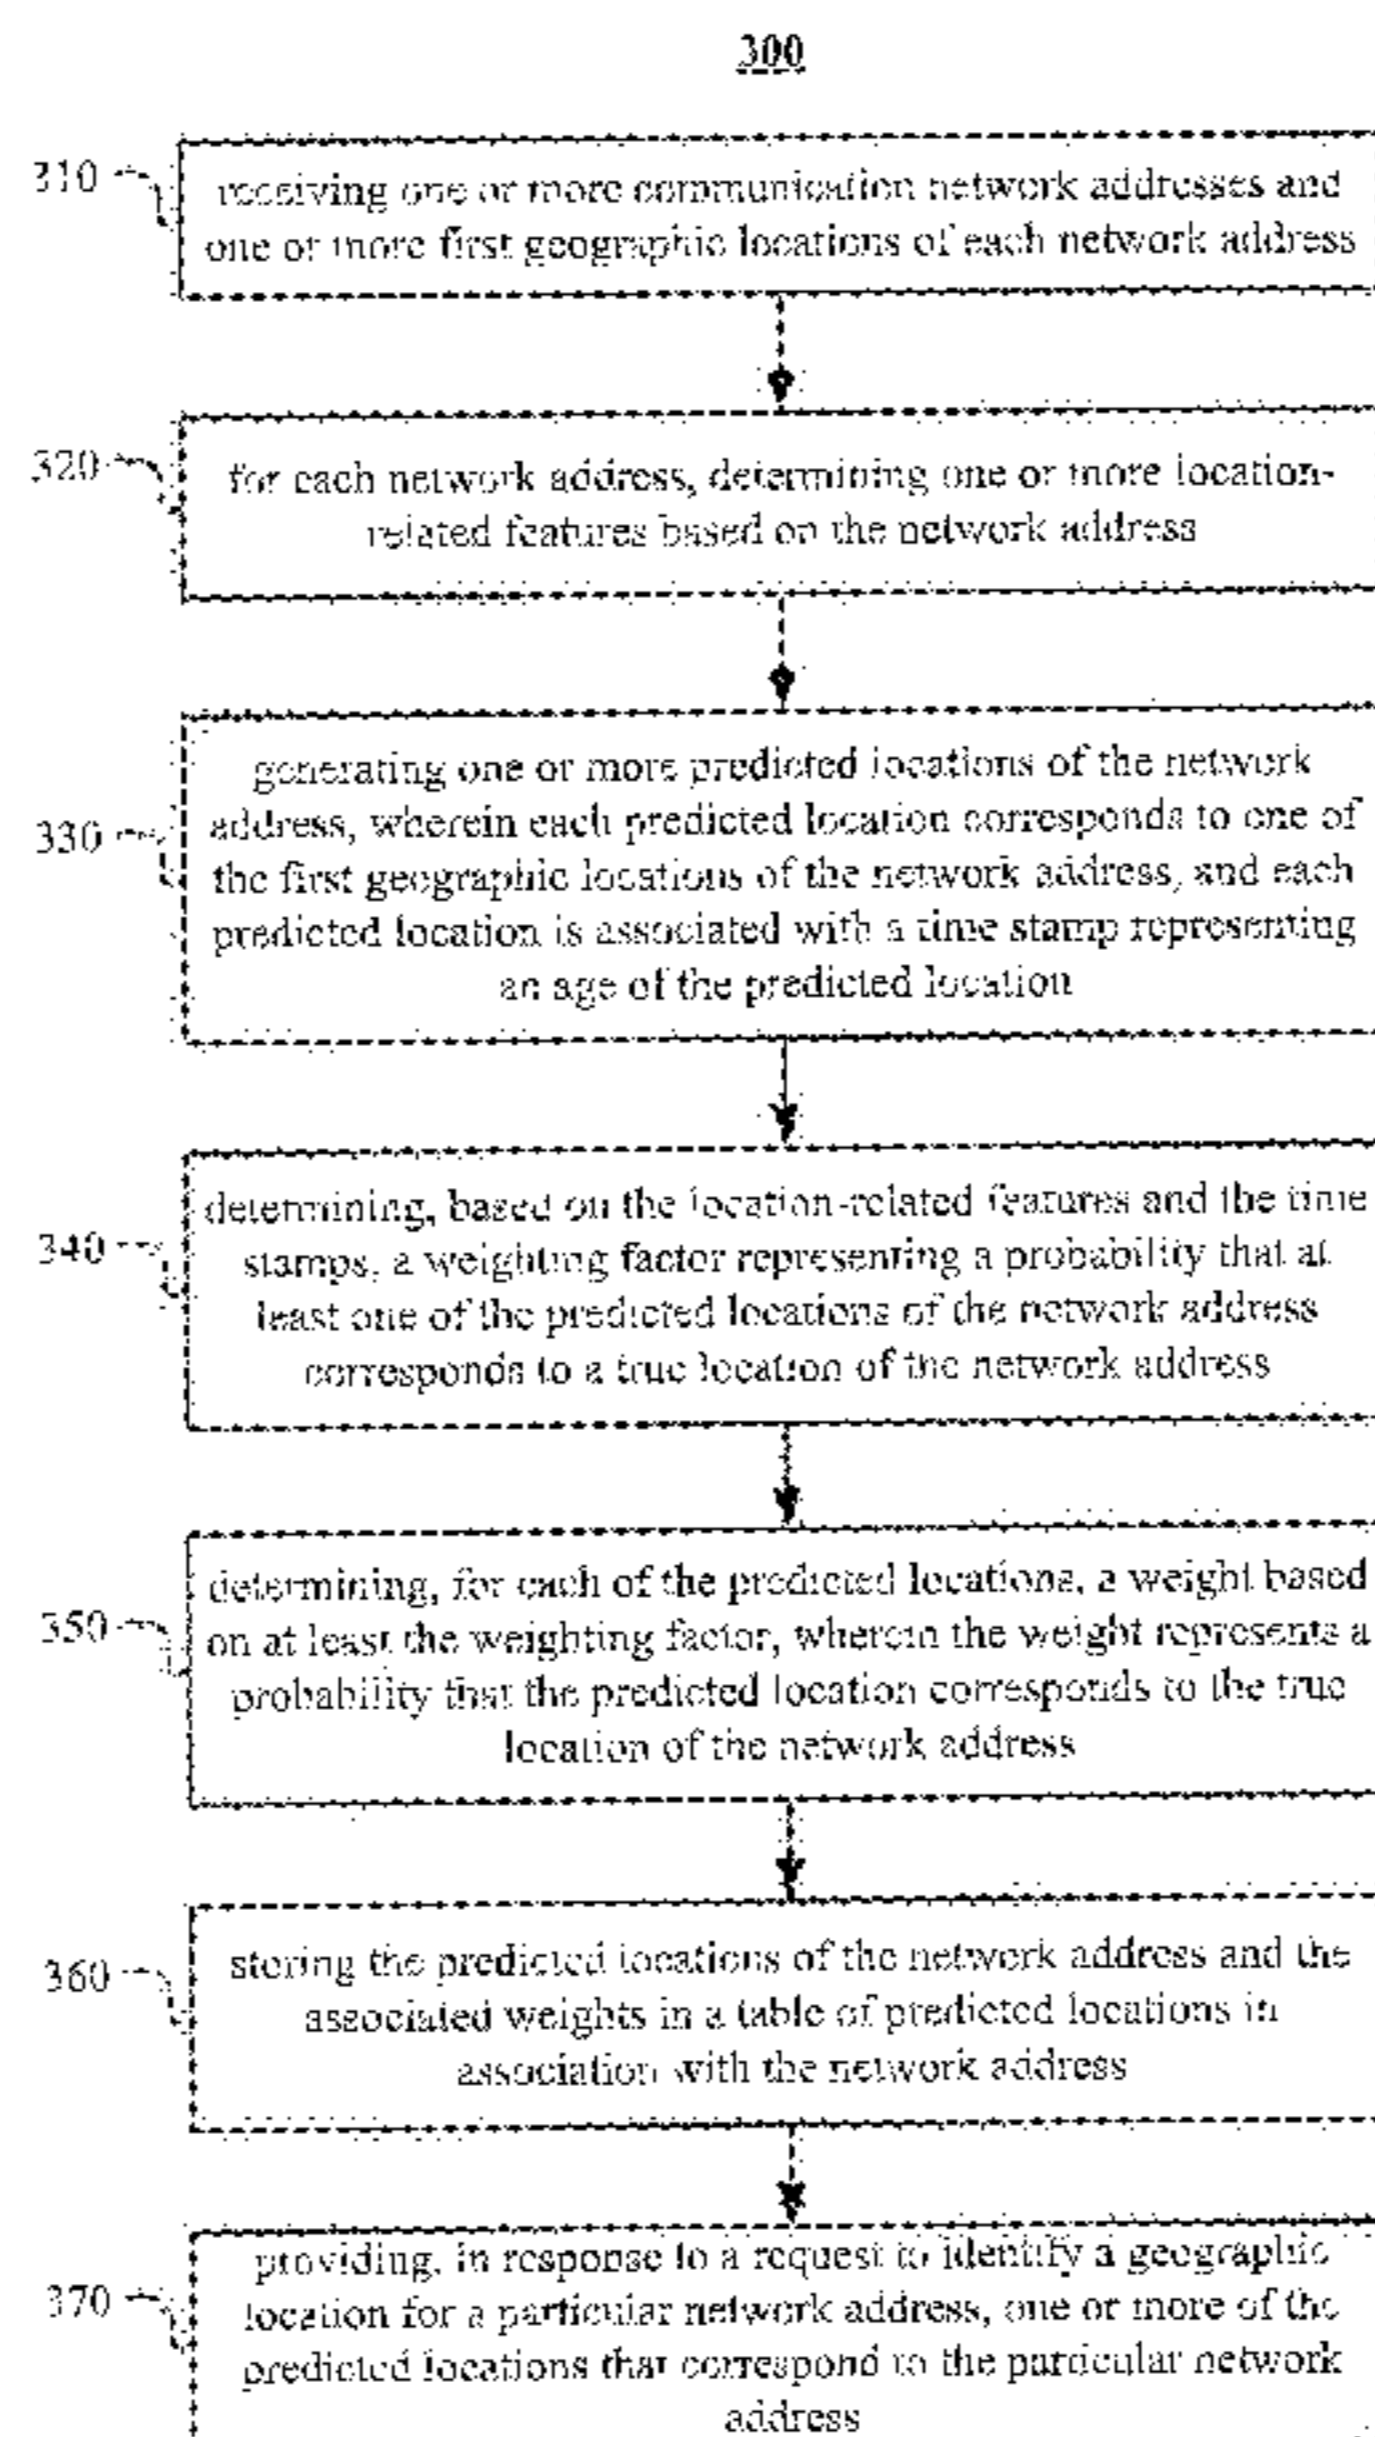 300
310
receiving one or more communication network addresses and
one or more first geographic locations of each network address
320
for each network address, determining one or more location-
related features based on the network address
330
generating one or more predicted locations of the network
address, wherein each predicted location corresponds to one of
the first geographic locations of the network address, and each
predicted location is associated with a time stamp representing
an age of the predicted location
340
determining, based on the location-related features and the time
stamps, a weighting factor representing a probability that at
least one of the predicted locations of the network address
corresponds to a true location of the network address
350
determining, for each of the predicted locations, a weight based
on at least the weighting factor, wherein the weight represents a
probability that the predicted location corresponds to the true
location of the network address
360
storing the predicted locations of the network address and the
associated weights in a table of predicted locations in
association with the network address
370
providing, in response to a request to identify a geographic
location for a particular network address, one or more of the
predicted locations that correspond to the particular network
address